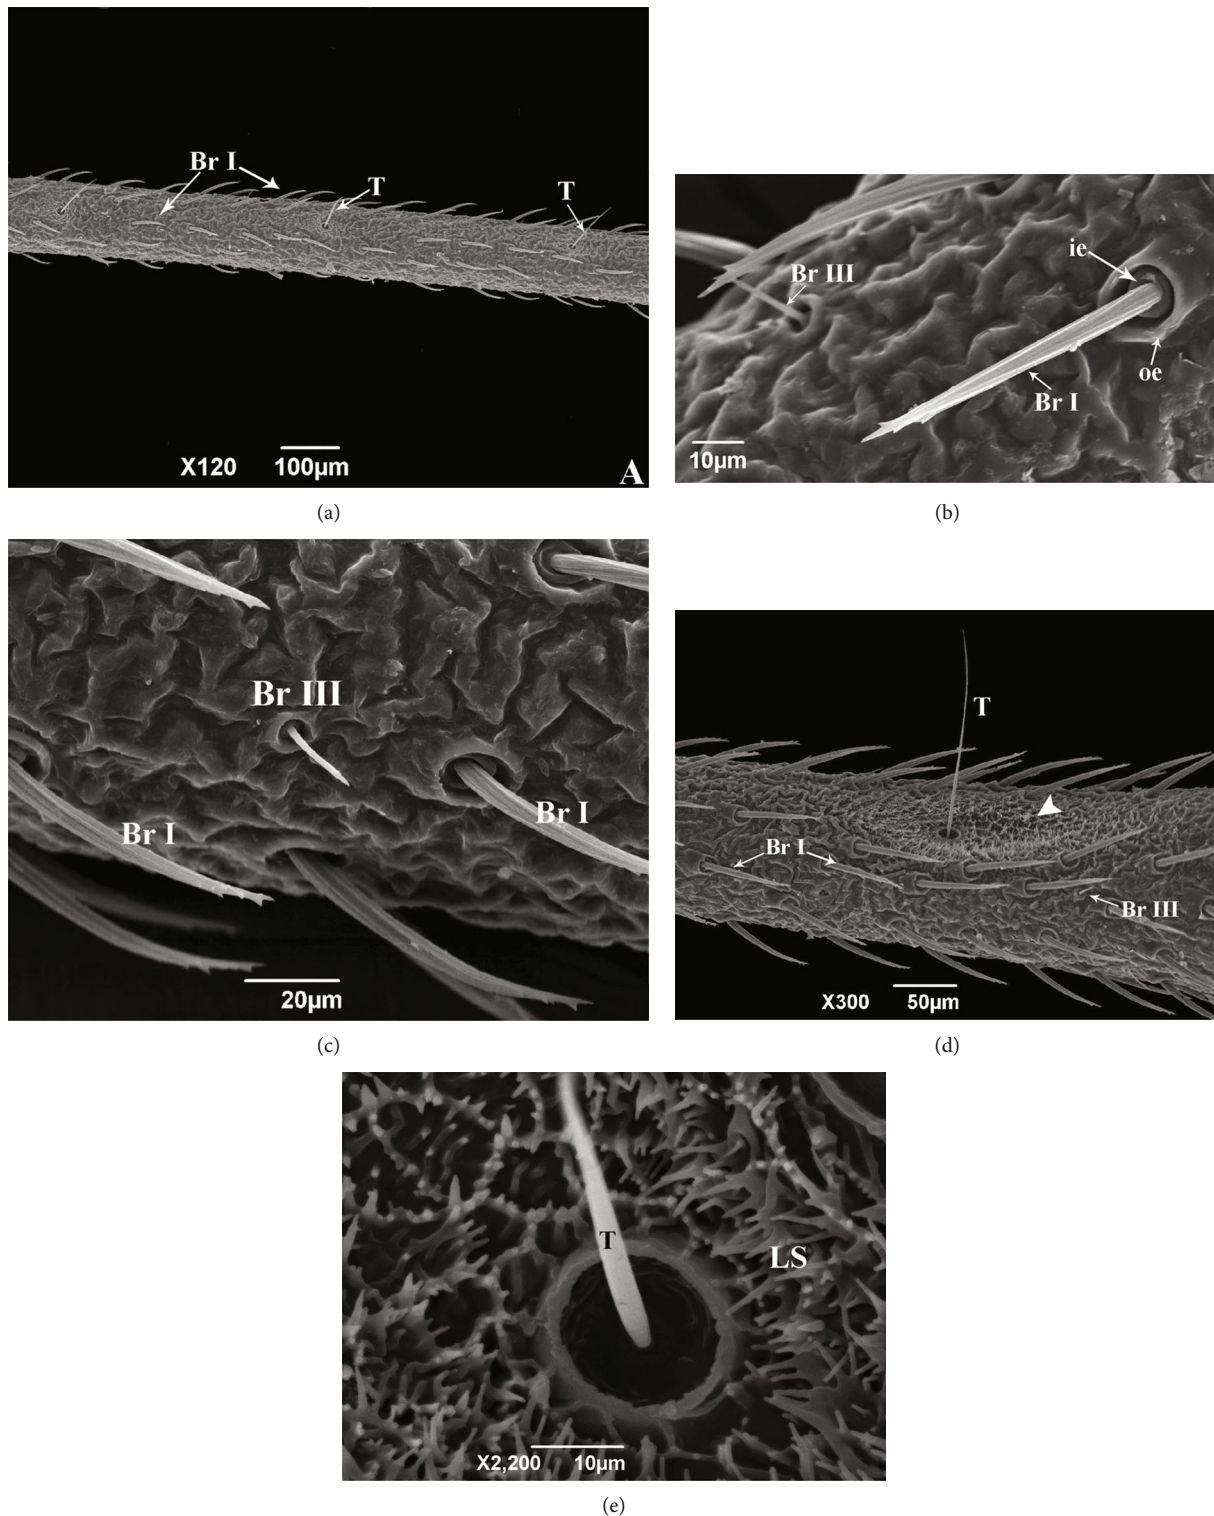 Br I
T
T
X120
100μm
A
(a)
ie
Br III
oe
Br I
10μm
(b)
Br III
Br I
Br I
20μm
(c)
T
Br I
Br III
X300
50μm
(d)
T
LS
X2,200
10μm
(e)